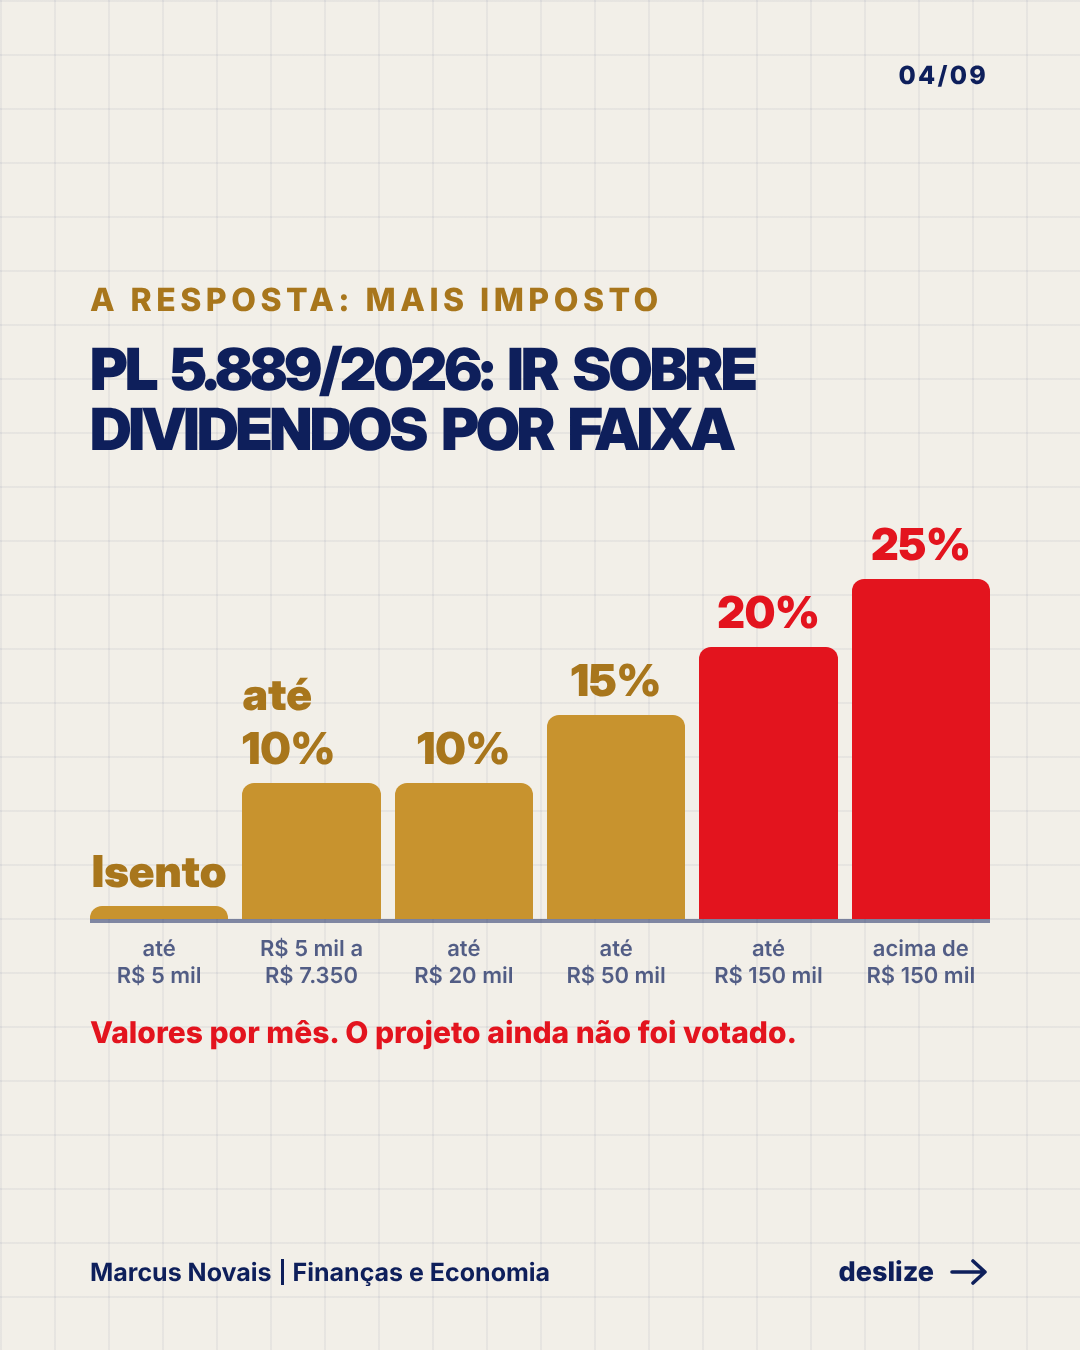 04/09
A RESPOSTA: MAIS IMPOSTO
PL 5.889/2026: IR SOBRE
DIVIDENDOS POR FAIXA
Isento
até
10%
10%
15%
20%
25%
até
R$ 5 mil
R$ 5 mil a
R$ 7.350
até
R$ 20 mil
até
R$ 50 mil
até
R$ 150 mil
acima de
R$ 150 mil
Valores por mês. O projeto ainda não foi votado.
Marcus Novais | Finanças e Economia
deslize →